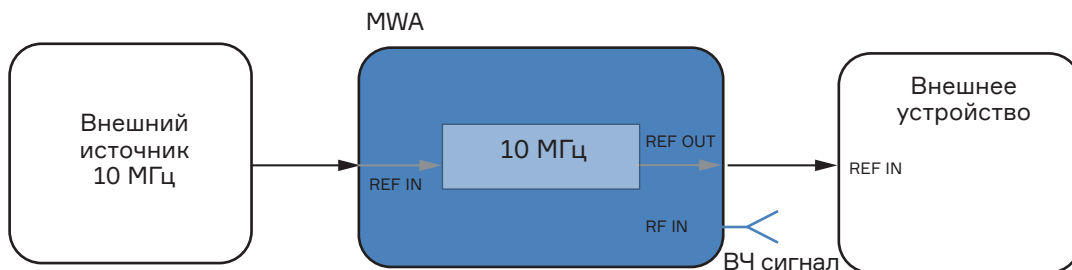 MWA
Внешний
источник
10 МГц
REF IN
10 МГц
REF OUT
RF IN
ВЧ сигнал
Внешнее
устройство
REF IN